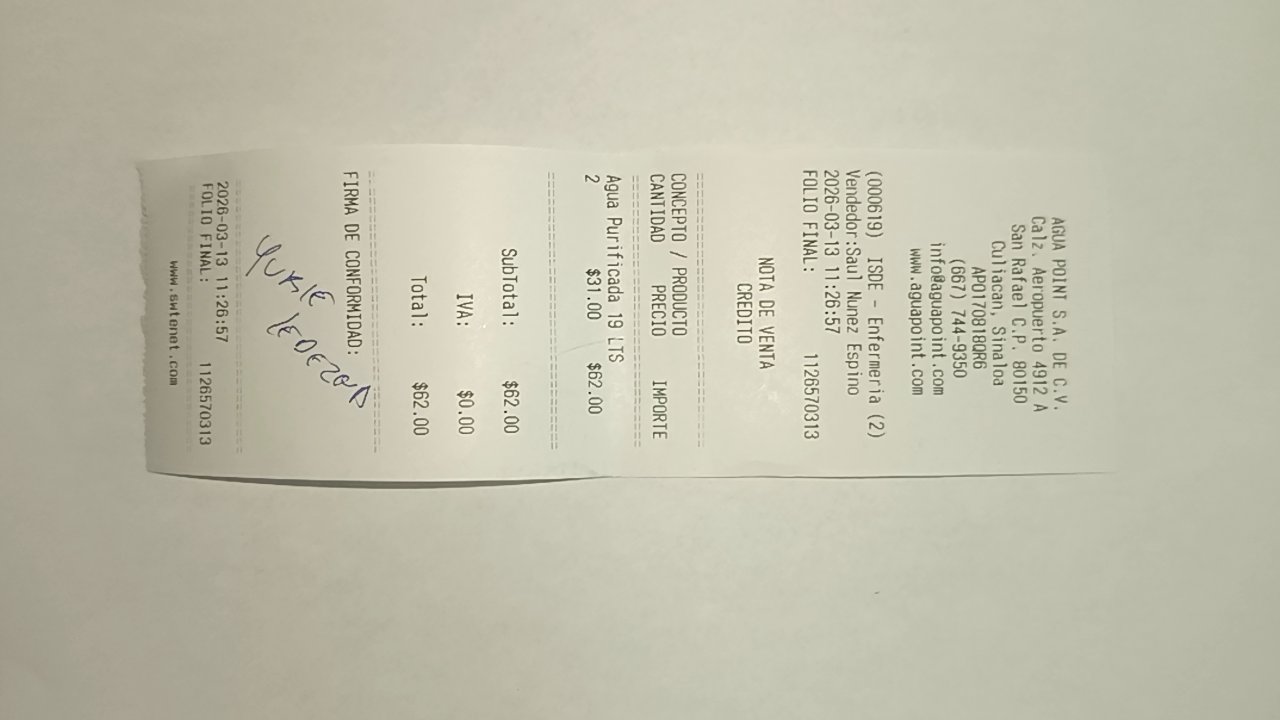 AGUA POINT S.A. DE C.V.
Calz. Aeropuerto 4912 A
San Rafael C.P. 80150
Culiacan, Sinaloa
APO170818QR6
(667) 744-9350
info@aguapoint.com
www.aguapoint.com
(000619) ISDE - Enfermeria (2)
Vendedor:Saul Nunez Espino
2026-03-13 11:26:57
FOLIO FINAL: 1126570313
NOTA DE VENTA
CREDITO
CONCEPTO / PRODUCTO
CANTIDAD PRECIO IMPORTE
Agua Purificada 19 LTS
2 $31.00 $62.00
SubTotal: $62.00
IVA: $0.00
Total: $62.00
FIRMA DE CONFORMIDAD:
2026-03-13 11:26:57
FOLIO FINAL: 1126570313
www.swtenet.com